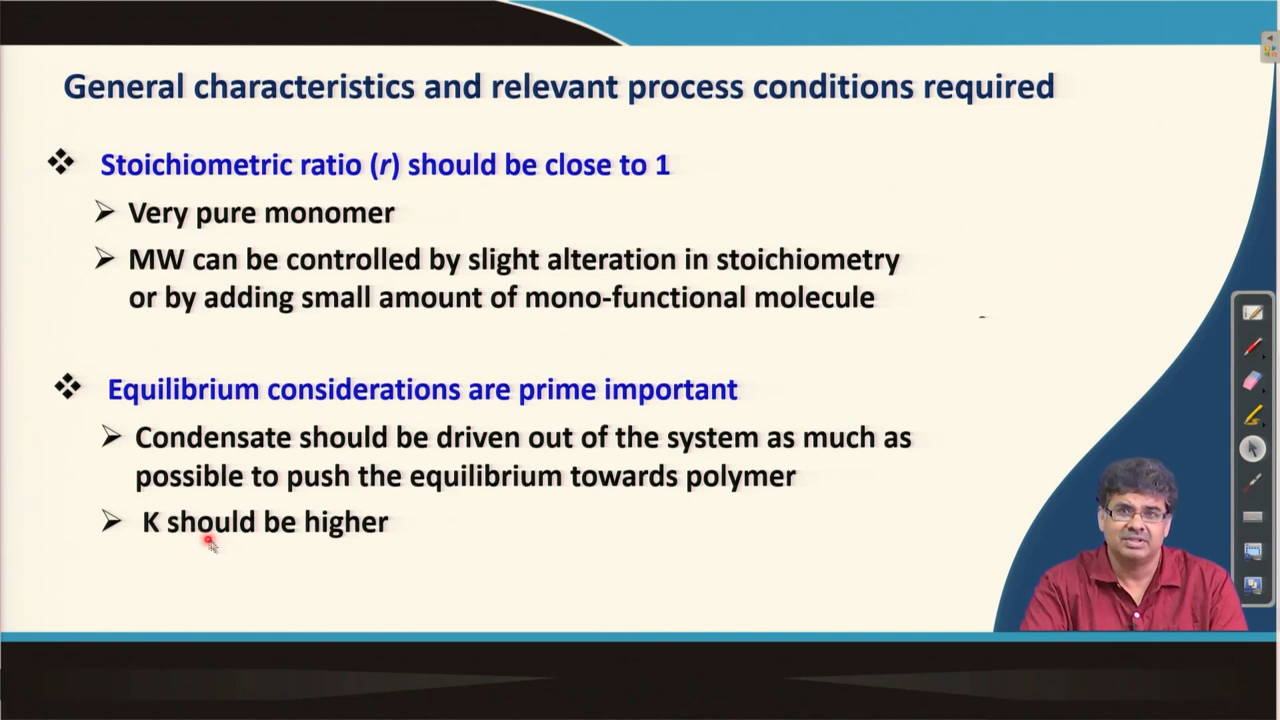 General characteristics and relevant process conditions required
❖ Stoichiometric ratio (r) should be close to 1
➢ Very pure monomer
➢ MW can be controlled by slight alteration in stoichiometry
or by adding small amount of mono-functional molecule
❖ Equilibrium considerations are prime important
➢ Condensate should be driven out of the system as much as
possible to push the equilibrium towards polymer
➢ K should be higher